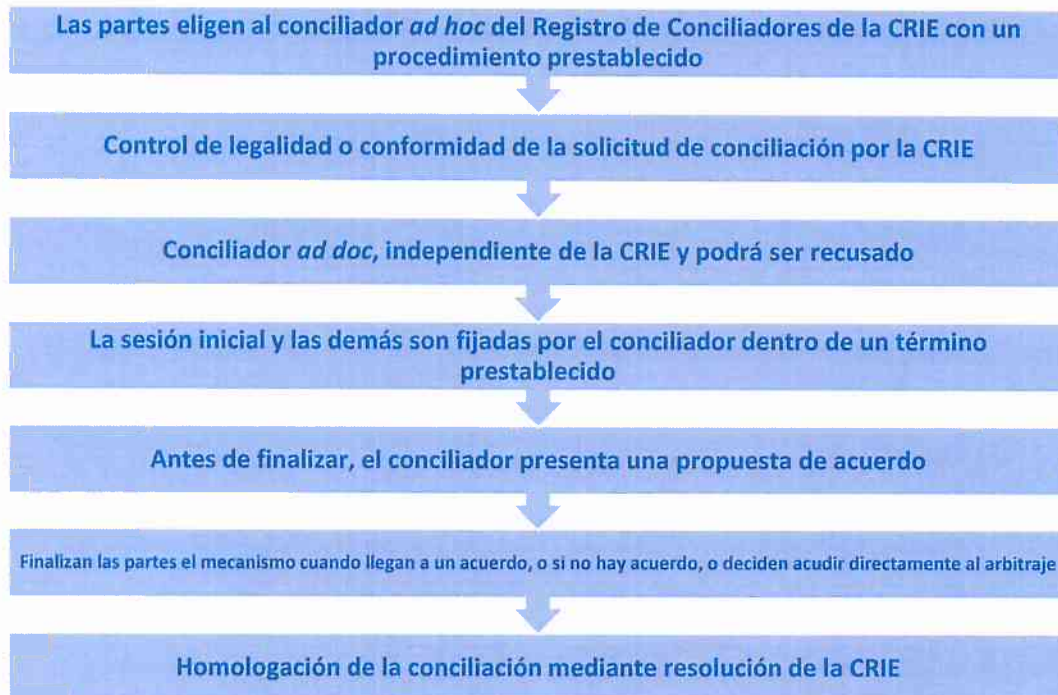 Las partes eligen al conciliador ad hoc del Registro de Conciliadores de la CRIE con un
procedimiento prestablecido
Control de legalidad o conformidad de la solicitud de conciliación por la CRIE
Conciliador ad doc, independiente de la CRIE y podrá ser recusado
La sesión inicial y las demás son fijadas por el conciliador dentro de un término
prestablecido
Antes de finalizar, el conciliador presenta una propuesta de acuerdo
Finalizan las partes el mecanismo cuando llegan a un acuerdo, o si no hay acuerdo, o deciden acudir directamente al arbitraje
Homologación de la conciliación mediante resolución de la CRIE